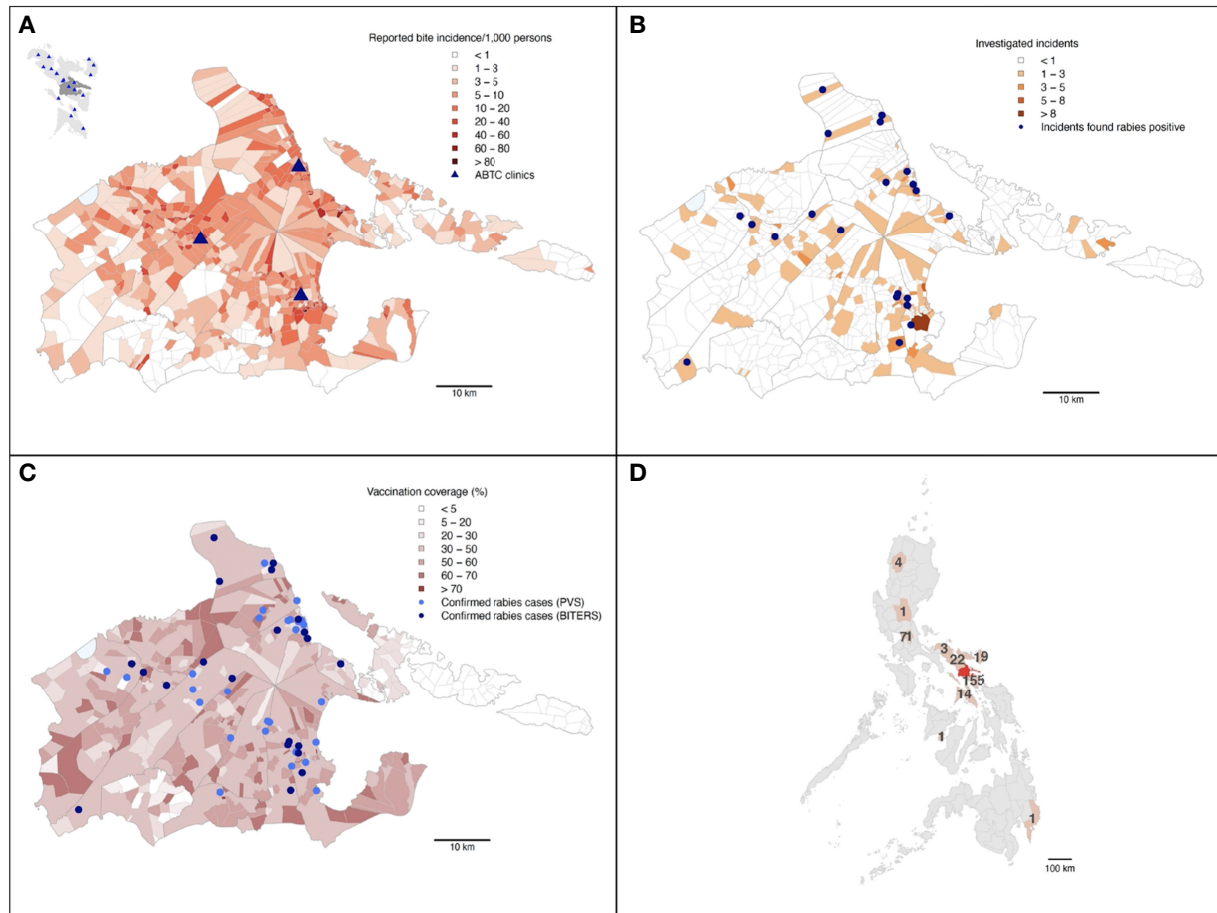 A
Reported bite incidence/1,000 persons
< 1
1 – 3
3 – 5
5 – 10
10 – 20
20 – 40
40 – 60
60 – 80
> 80
ABTC clinics
10 km
B
Investigated incidents
< 1
1 – 3
3 – 5
5 – 8
> 8
Incidents found rabies positive
10 km
C
Vaccination coverage (%)
< 5
5 – 20
20 – 30
30 – 50
50 – 60
60 – 70
> 70
Confirmed rabies cases (PVS)
Confirmed rabies cases (BITERS)
10 km
D
4
1
71
3
22
19
155
14
1
1
100 km